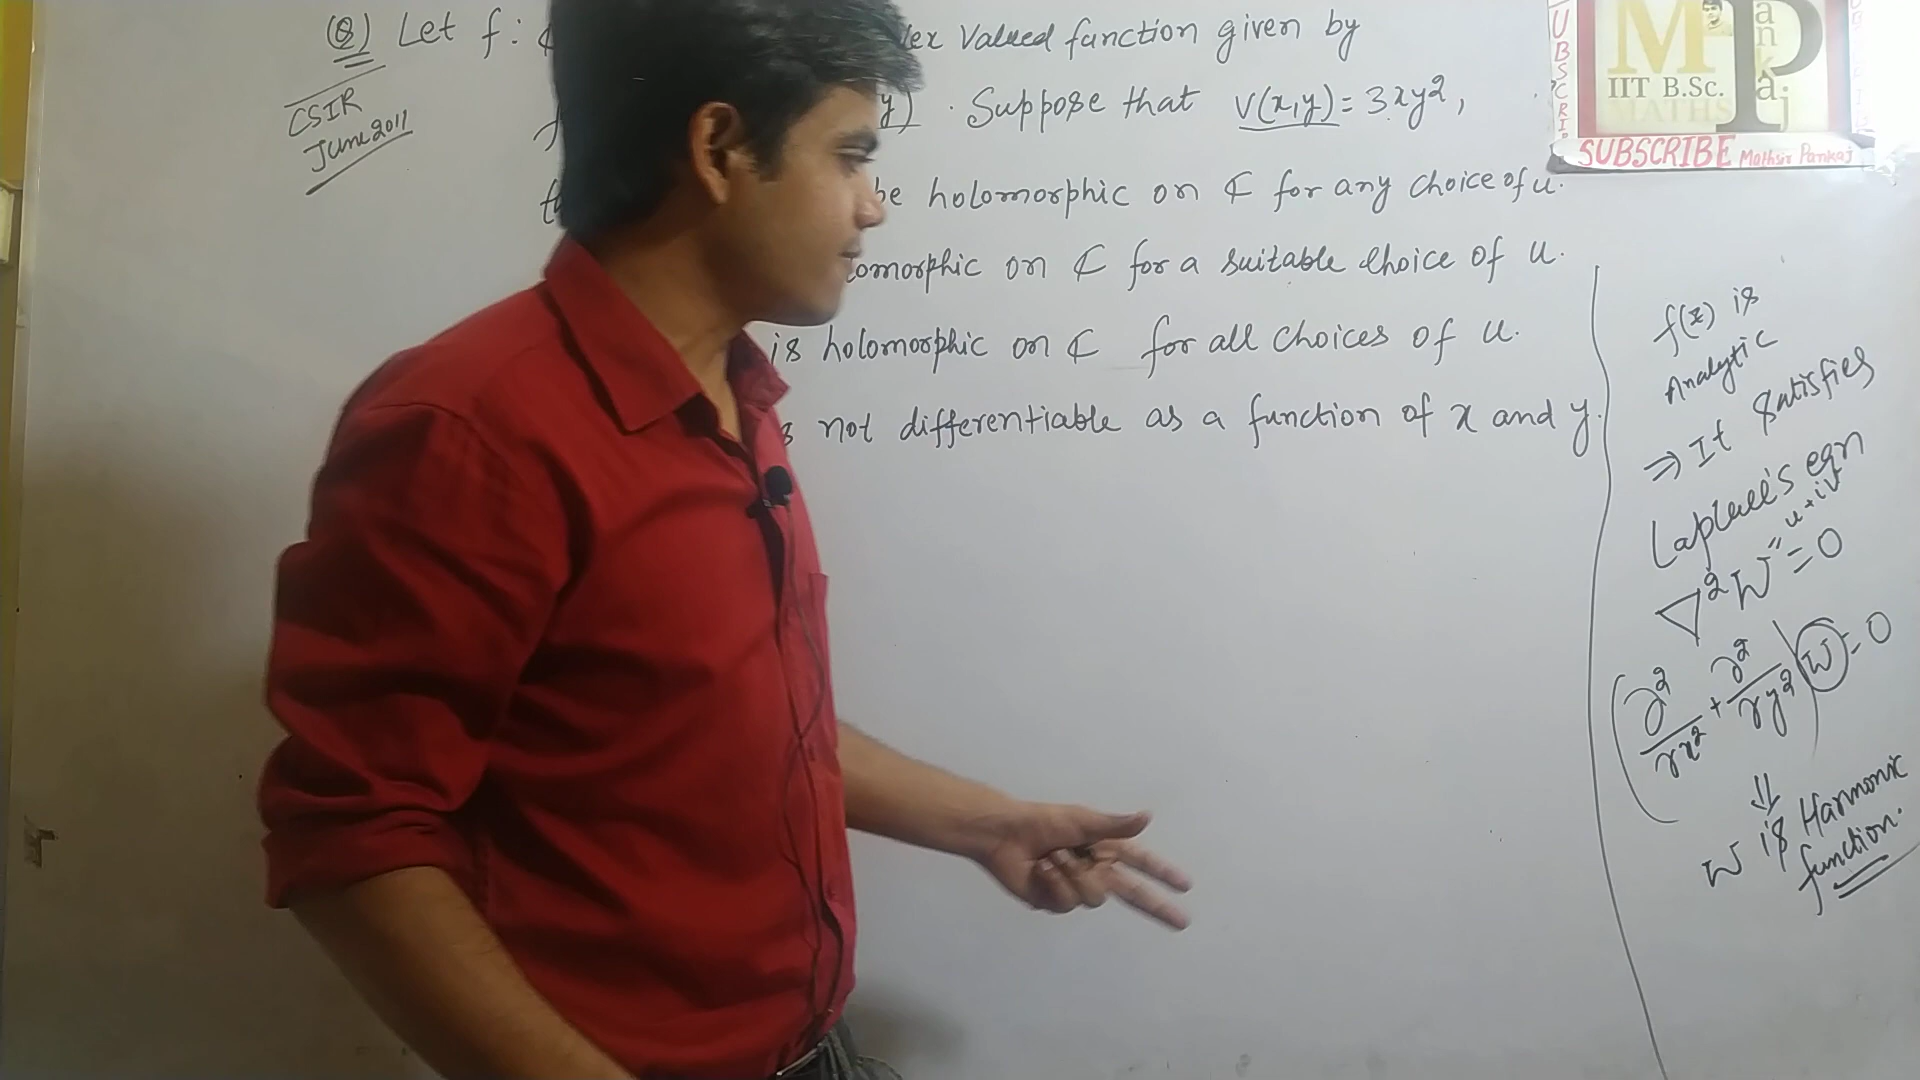 (Q) Let f : ¢ lex Valued function given by
CSIR
June 2011
y) . Suppose that v(x,y) = 3xy²,
be holomorphic on ¢ for any choice of u.
omorphic on ¢ for a suitable choice of u.
is holomorphic on ¢ for all choices of u.
s not differentiable as a function of x and y.
f(z) is
Analytic
⇒ It satisfies
Laplace's eqn
u+iv
∇²W = 0
(∂²/∂x² + ∂²/∂y²) W = 0
⇓
W is Harmonic
function.
MP
ankaj
IIT B.Sc.
MATHS
SUBSCRIBE Mathsir Pankaj